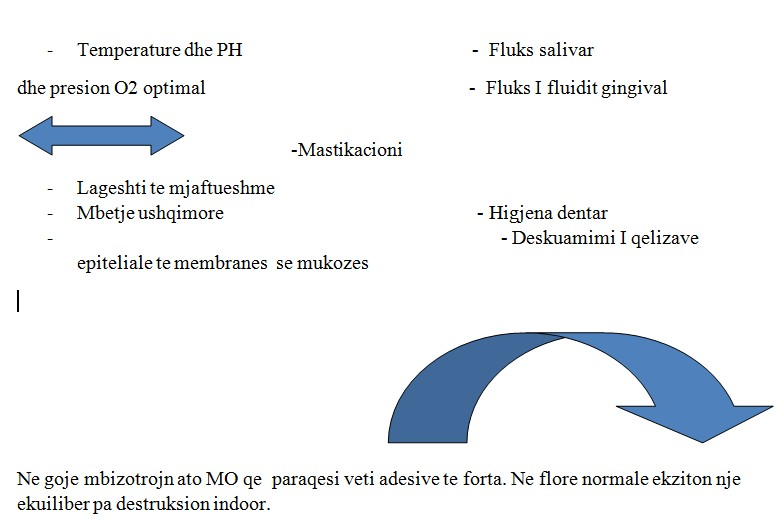 - Temperature dhe PH - Fluks salivar
dhe presion O2 optimal - Fluks I fluidit gingival
-Mastikacioni
- Lageshti te mjaftueshme
- Mbetje ushqimore - Higjena dentar
- - Deskuamimi I qelizave
epiteliale te membranes se mukozes
Ne goje mbizotrojn ato MO qe paraqesi veti adesive te forta. Ne flore normale ekziton nje
ekuiliber pa destruksion indoor.